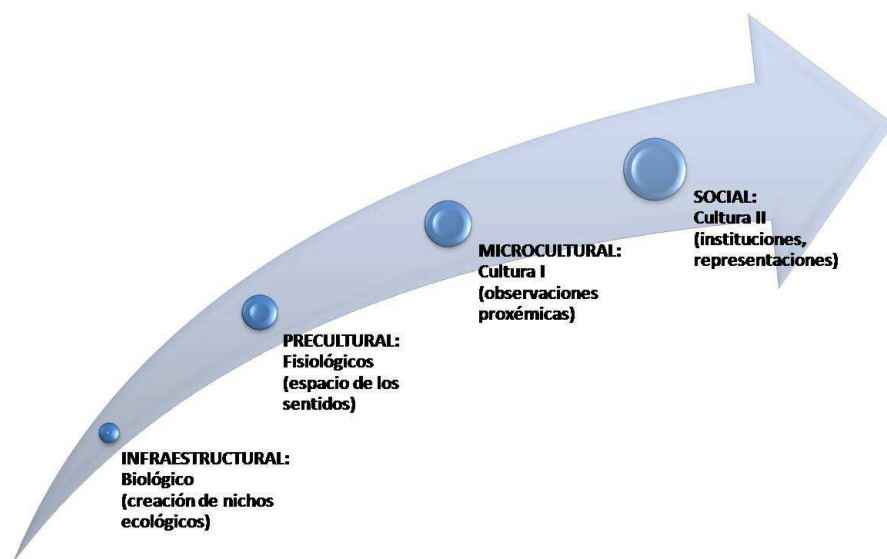 SOCIAL:
Cultura II
(instituciones,
representaciones)
MICROCULTURAL:
Cultura I
(observaciones
proxémicas)
PRECULTURAL:
Fisiológicos
(espacio de los
sentidos)
INFRAESTRUCTURAL:
Biológico
(creación de nichos
ecológicos)